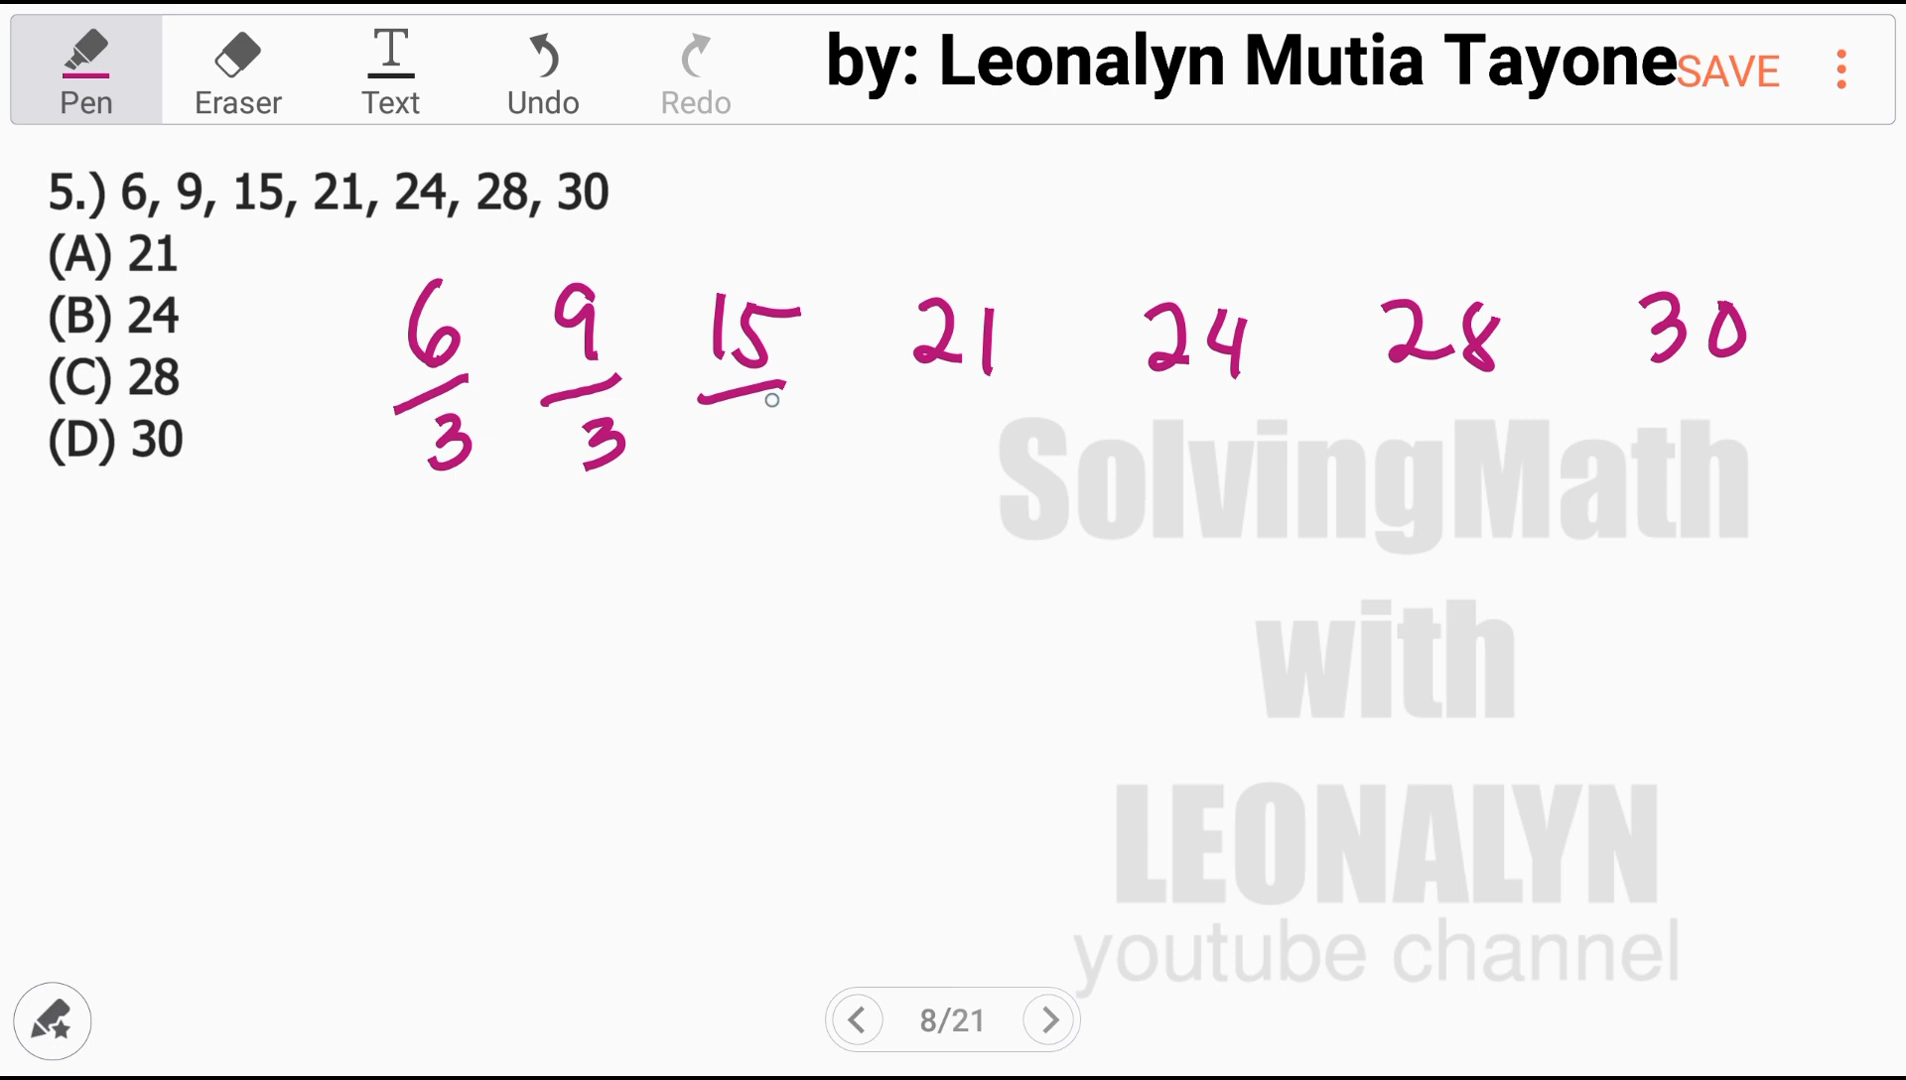 Pen Eraser Text Undo Redo by: Leonalyn Mutia Tayone SAVE
5.) 6, 9, 15, 21, 24, 28, 30
(A) 21
(B) 24
(C) 28
(D) 30
6 9 15 21 24 28 30
3 3
SolvingMath
with
LEONALYN
youtube channel
8/21